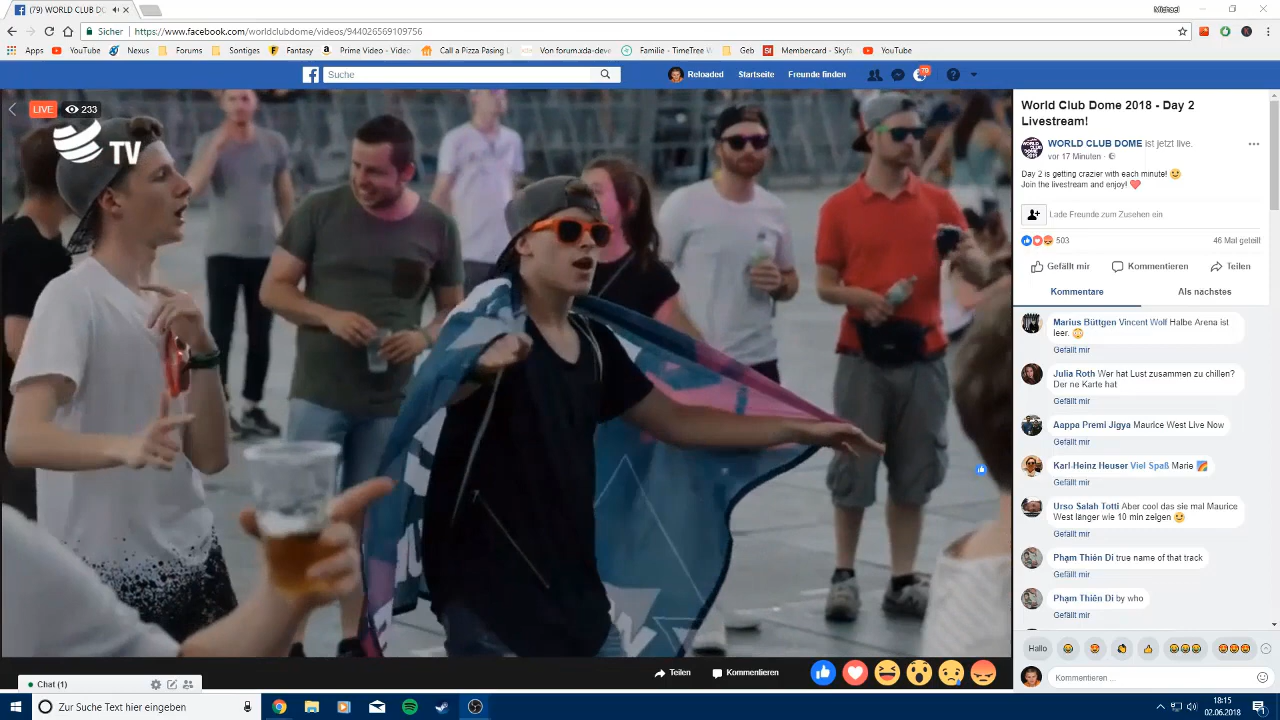 (79) WORLD CLUB DO
Michael
Sicher
https://www.facebook.com/worldclubdome/videos/944026569109756
Apps YouTube Nexus Forums Sontiges Fantasy Prime Video - Video Call a Pizza Pasing | Von forum.xda-deve Familie - TimeTree W Geb Membercard - Skyfa YouTube
Suche
Reloaded Startseite Freunde finden 79
LIVE 233
TV
World Club Dome 2018 - Day 2
Livestream!
WORLD CLUB DOME ist jetzt live.
vor 17 Minuten ·
Day 2 is getting crazier with each minute!
Join the livestream and enjoy!
Lade Freunde zum Zusehen ein
503 46 Mal geteilt
Gefällt mir Kommentieren Teilen
Kommentare Als nächstes
Marius Büttgen Vincent Wolf Halbe Arena ist
leer.
Gefällt mir
Julia Roth Wer hat Lust zusammen zu chillen?
Der ne Karte hat
Gefällt mir
Aappa Premi Jigya Maurice West Live Now
Gefällt mir
Karl-Heinz Heuser Viel Spaß Marie
Gefällt mir
Urso Salah Totti Aber cool das sie mal Maurice
West länger wie 10 min zeigen
Gefällt mir
Phạm Thiên Di true name of that track
Gefällt mir
Phạm Thiên Di by who
Gefällt mir
Hallo
Kommentieren ...
Teilen Kommentieren
Chat (1)
Zur Suche Text hier eingeben
18:15
02.06.2018